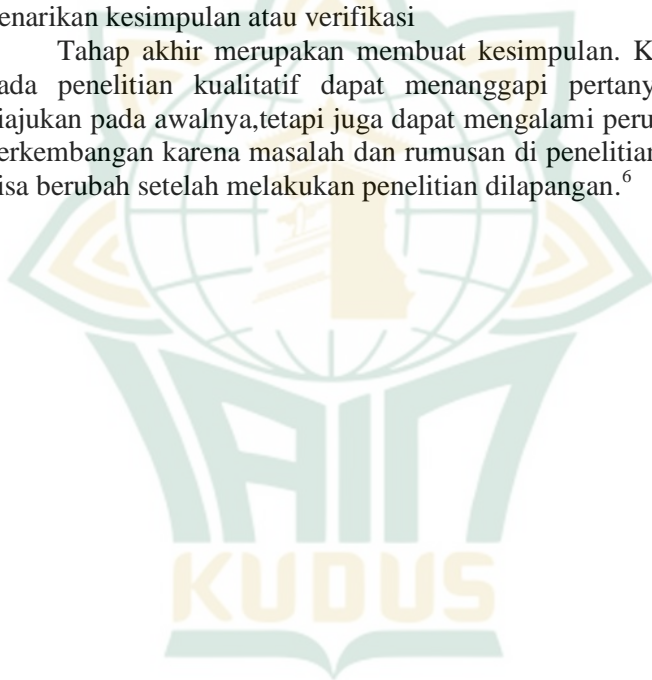 enarikan kesimpulan atau verifikasi
Tahap akhir merupakan membuat kesimpulan. K
ada penelitian kualitatif dapat menanggapi pertany
iajukan pada awalnya,tetapi juga dapat mengalami peru
erkembangan karena masalah dan rumusan di penelitian
isa berubah setelah melakukan penelitian dilapangan.6
IAIN
KUDUS